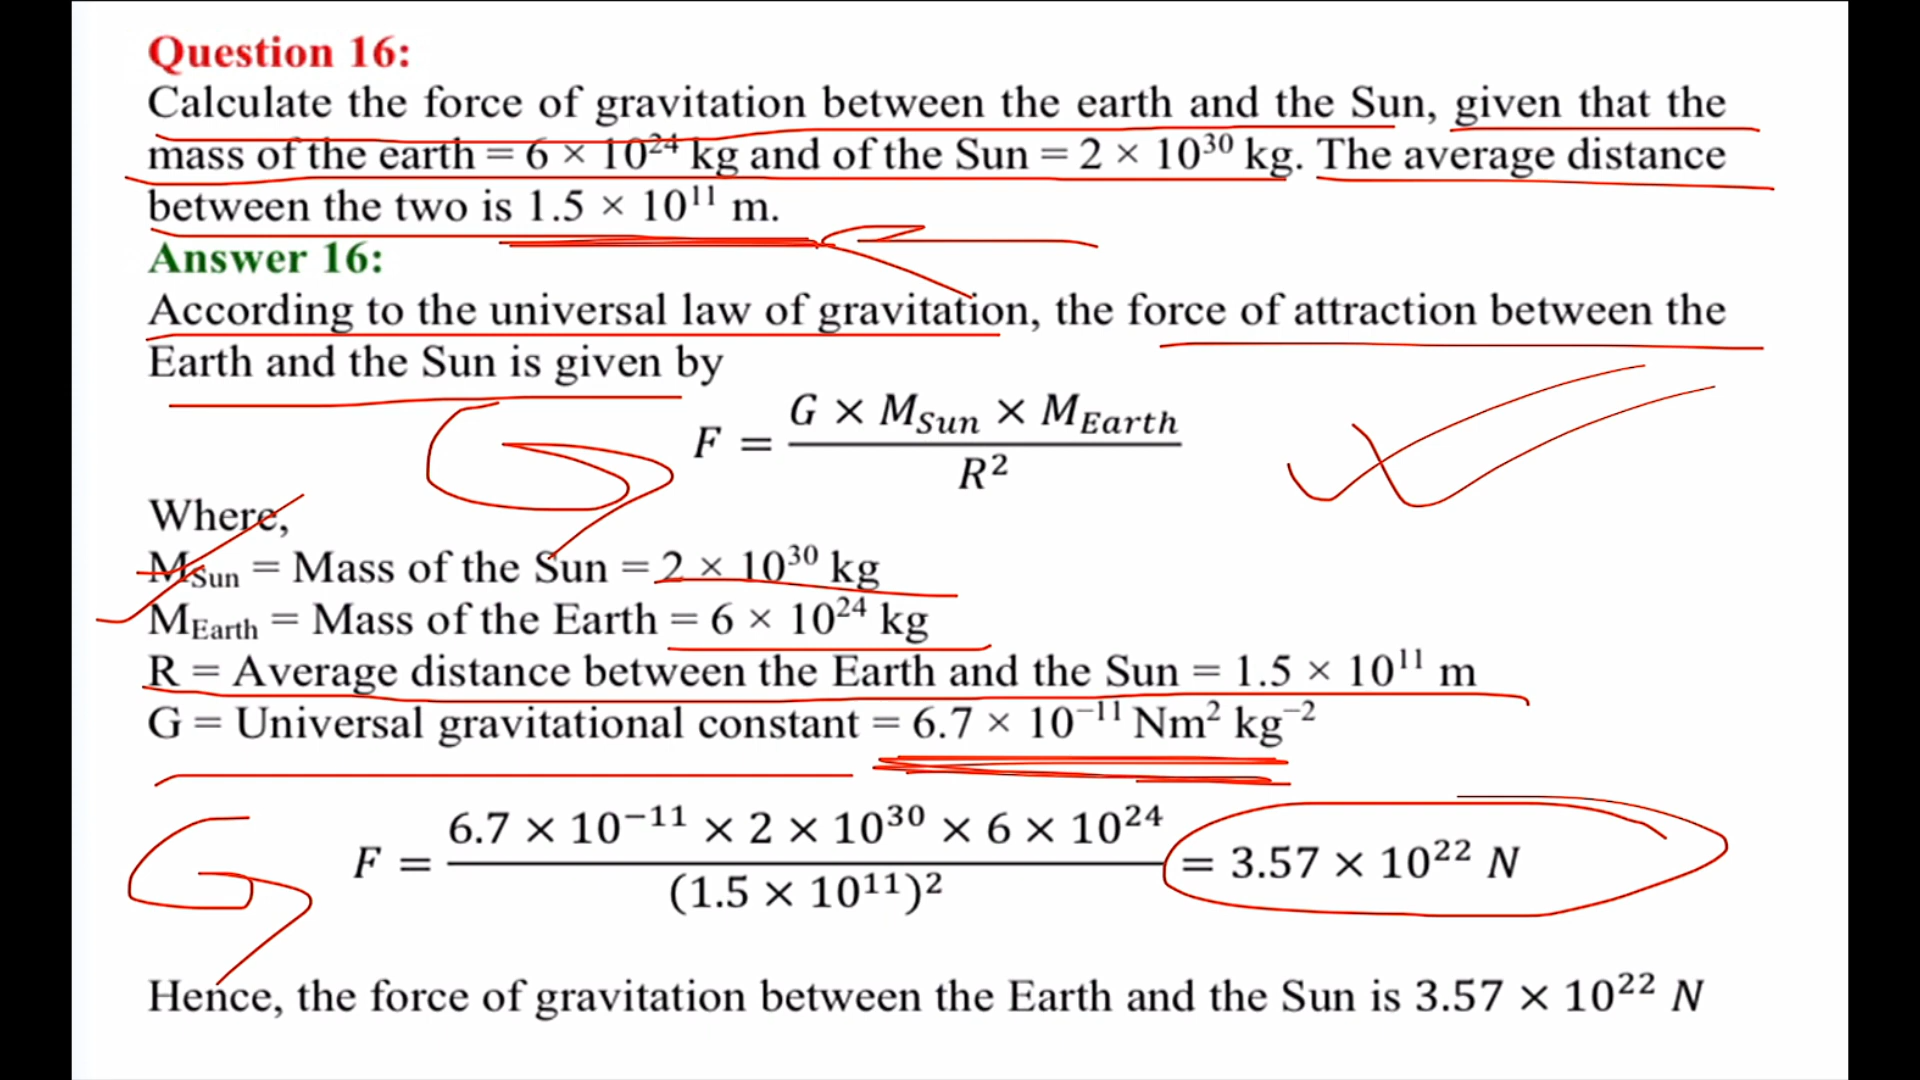 Question 16:
Calculate the force of gravitation between the earth and the Sun, given that the
mass of the earth = 6 × 10²⁴ kg and of the Sun = 2 × 10³⁰ kg. The average distance
between the two is 1.5 × 10¹¹ m.
Answer 16:
According to the universal law of gravitation, the force of attraction between the
Earth and the Sun is given by
F = (G × M_Sun × M_Earth) / R²
Where,
M_Sun = Mass of the Sun = 2 × 10³⁰ kg
M_Earth = Mass of the Earth = 6 × 10²⁴ kg
R = Average distance between the Earth and the Sun = 1.5 × 10¹¹ m
G = Universal gravitational constant = 6.7 × 10⁻¹¹ Nm² kg⁻²
F = (6.7 × 10⁻¹¹ × 2 × 10³⁰ × 6 × 10²⁴) / (1.5 × 10¹¹)² = 3.57 × 10²² N
Hence, the force of gravitation between the Earth and the Sun is 3.57 × 10²² N